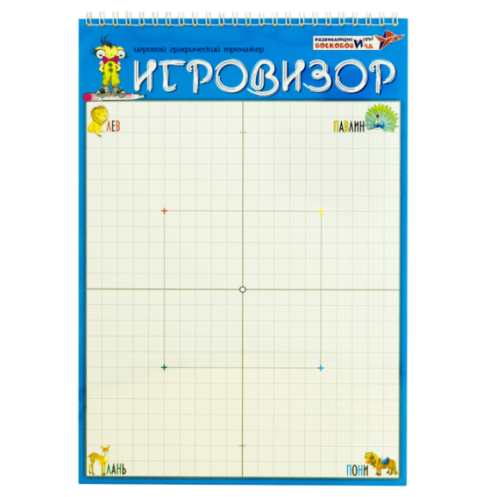 игровой графический тренажер
РАЗВИВАЮЩИЕ ИГРЫ
ВОСКОБОВИЧА
ИГРОВИЗОР
ЛЕВ
ПАВЛИН
ЛАНЬ
ПОНИ